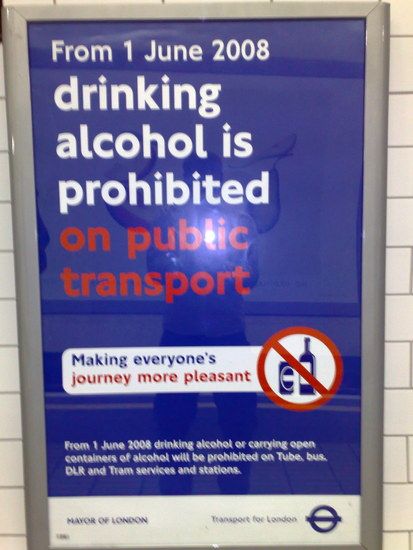 From 1 June 2008
drinking
alcohol is
prohibited
on public
transport
Making everyone's
journey more pleasant
From 1 June 2008 drinking alcohol or carrying open
containers of alcohol will be prohibited on Tube, bus,
DLR and Tram services and stations.
MAYOR OF LONDON
Transport for London